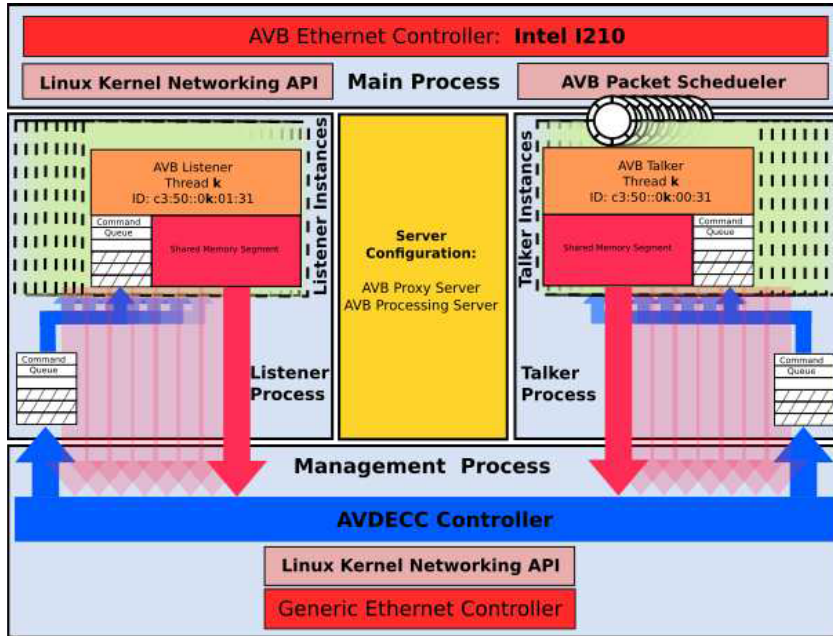 AVB Ethernet Controller: Intel I210
Linux Kernel Networking API
Main Process
AVB Packet Schedueler
AVB Listener
Thread k
ID: c3:50::0k:01:31
Command
Queue
Shared Memory Segment
Listener Instances
Listener
Process
Command
Queue
Server
Configuration:
AVB Proxy Server
AVB Processing Server
Talker Instances
AVB Talker
Thread k
ID: c3:50::0k:00:31
Shared Memory Segment
Command
Queue
Talker
Process
Command
Queue
Management Process
AVDECC Controller
Linux Kernel Networking API
Generic Ethernet Controller